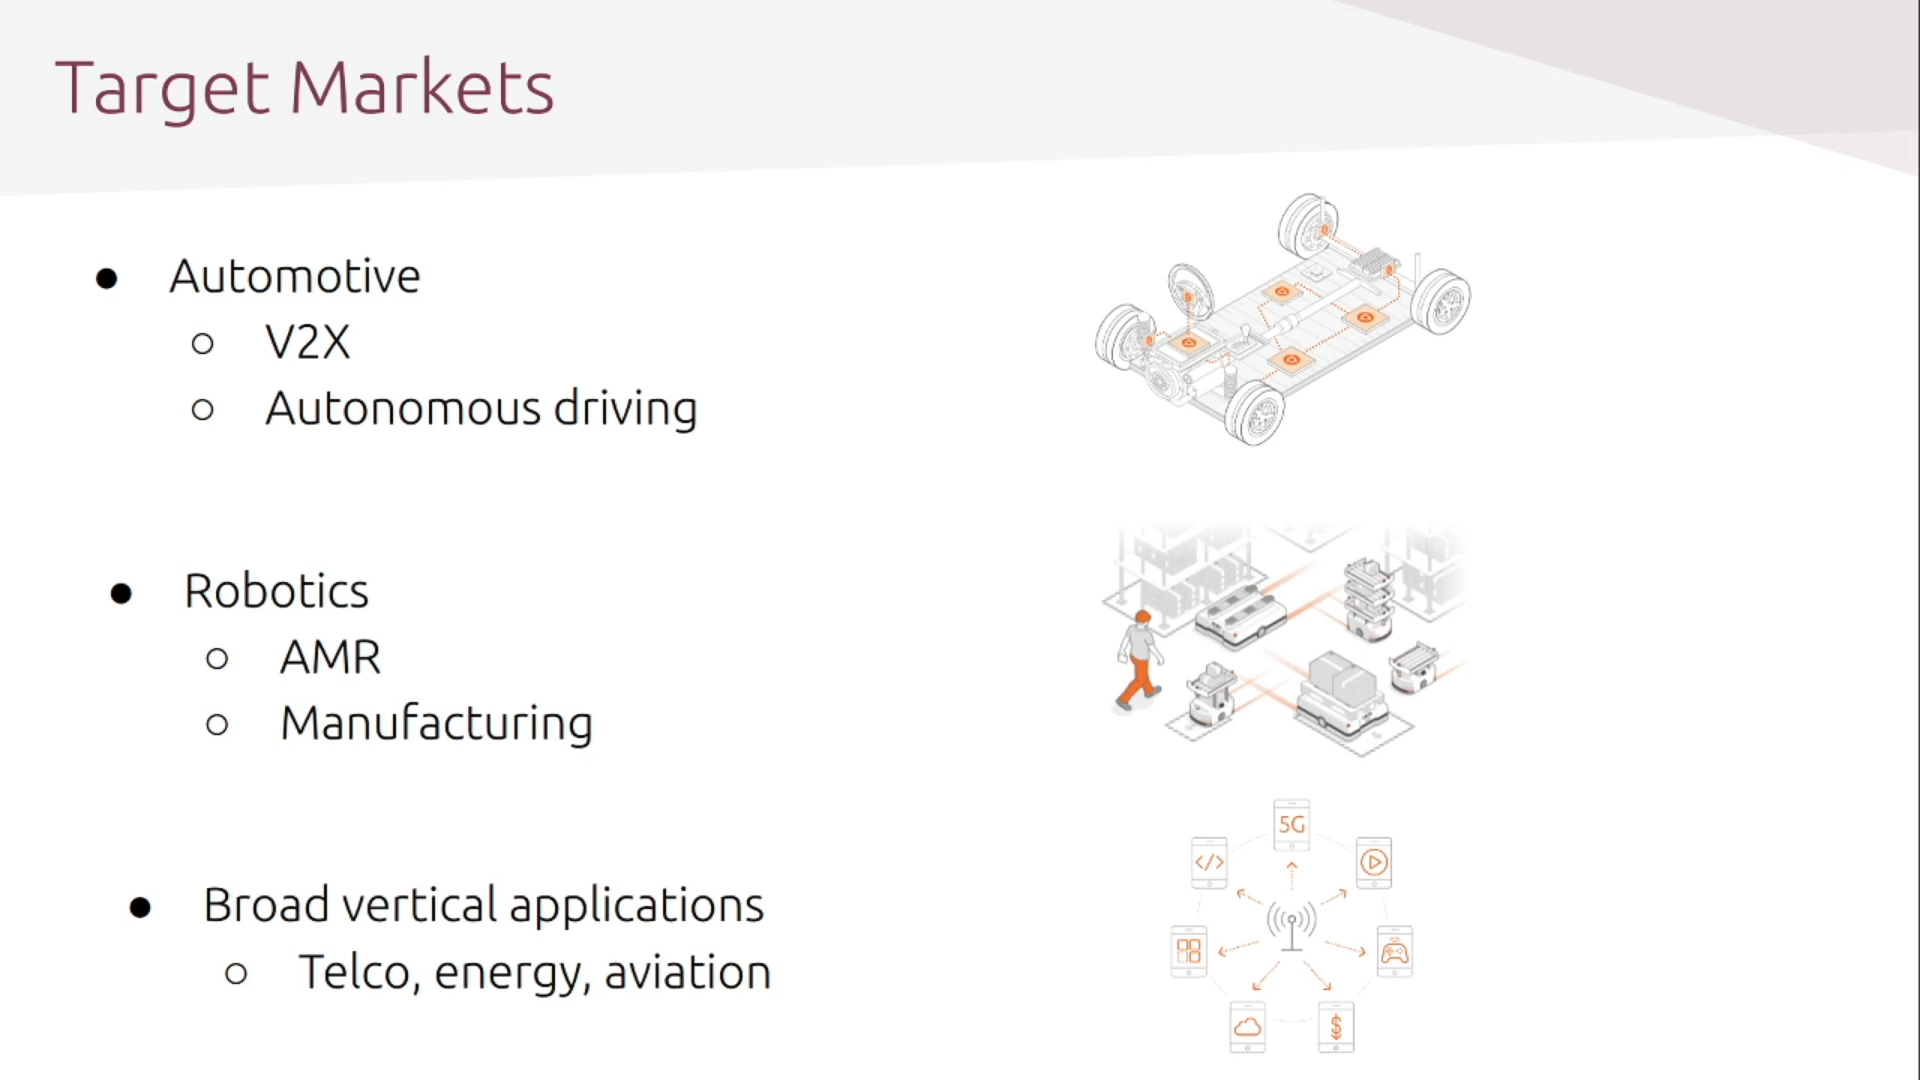 Target Markets
● Automotive
○ V2X
○ Autonomous driving
● Robotics
○ AMR
○ Manufacturing
● Broad vertical applications
○ Telco, energy, aviation
5G
</>
$